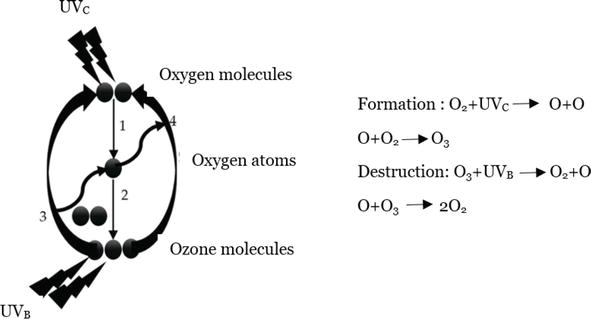 UVC
Oxygen molecules
1
4
Oxygen atoms
2
3
Ozone molecules
UVB
Formation : O₂+UVC → O+O
O+O₂ → O₃
Destruction: O₃+UVB → O₂+O
O+O₃ → 2O₂